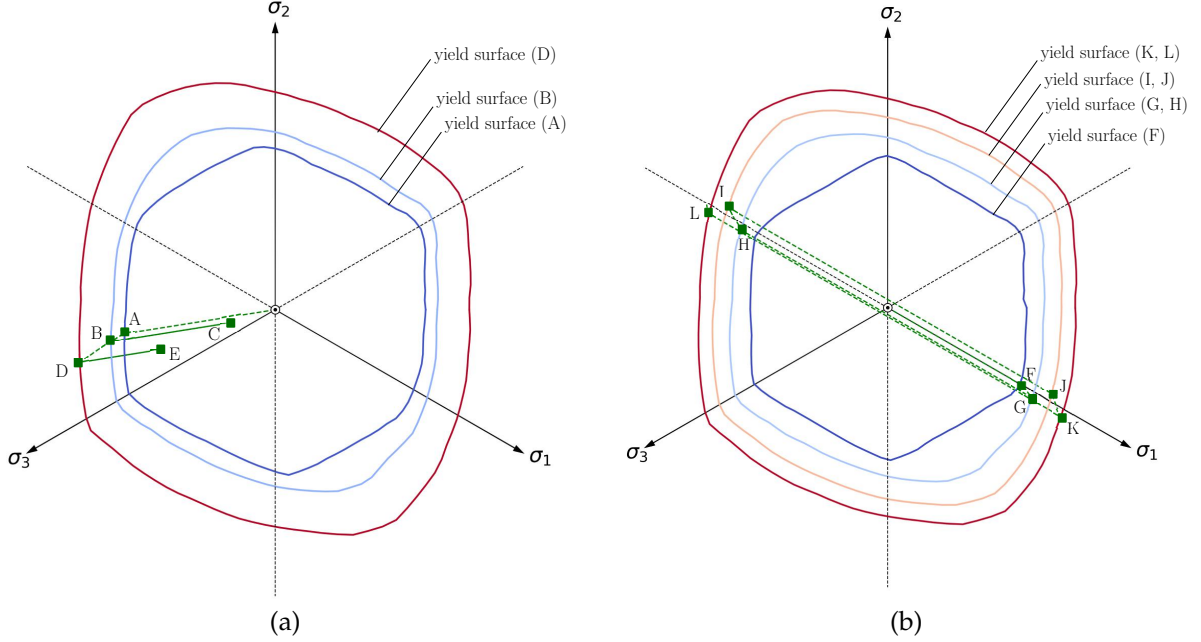 σ₂
yield surface (D)
yield surface (B)
yield surface (A)
A
B
C
D
E
σ₃
σ₁
(a)
σ₂
yield surface (K, L)
yield surface (I, J)
yield surface (G, H)
yield surface (F)
I
L
H
F
J
G
K
σ₃
σ₁
(b)